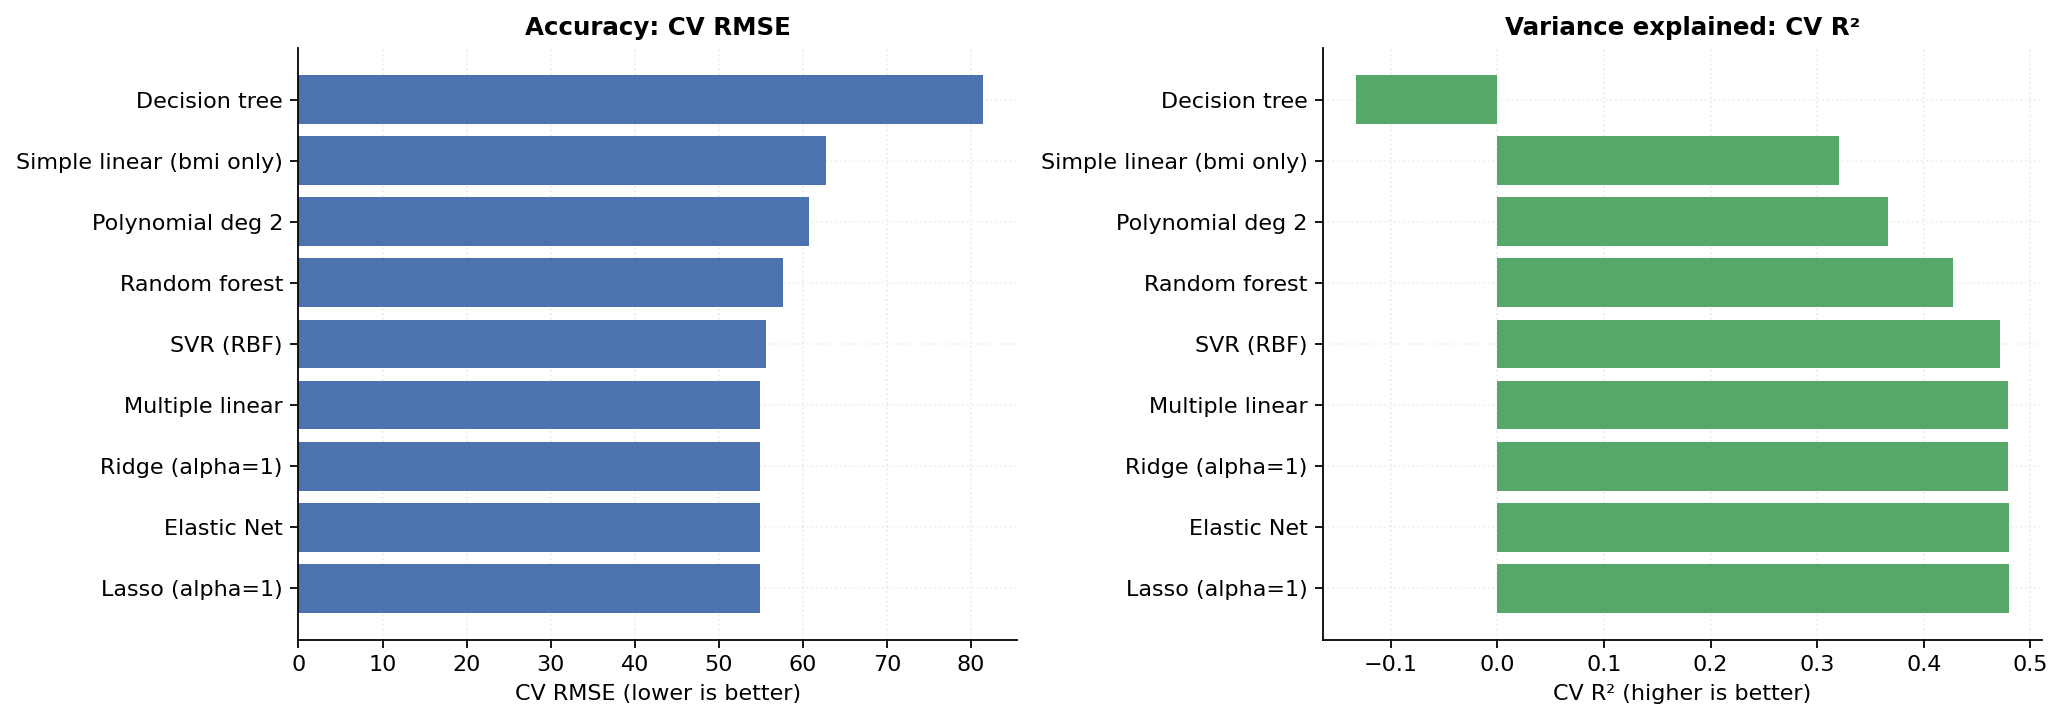 Accuracy: CV RMSE
Decision tree
Simple linear (bmi only)
Polynomial deg 2
Random forest
SVR (RBF)
Multiple linear
Ridge (alpha=1)
Elastic Net
Lasso (alpha=1)
0 10 20 30 40 50 60 70 80
CV RMSE (lower is better)
Variance explained: CV R²
Decision tree
Simple linear (bmi only)
Polynomial deg 2
Random forest
SVR (RBF)
Multiple linear
Ridge (alpha=1)
Elastic Net
Lasso (alpha=1)
−0.1 0.0 0.1 0.2 0.3 0.4 0.5
CV R² (higher is better)